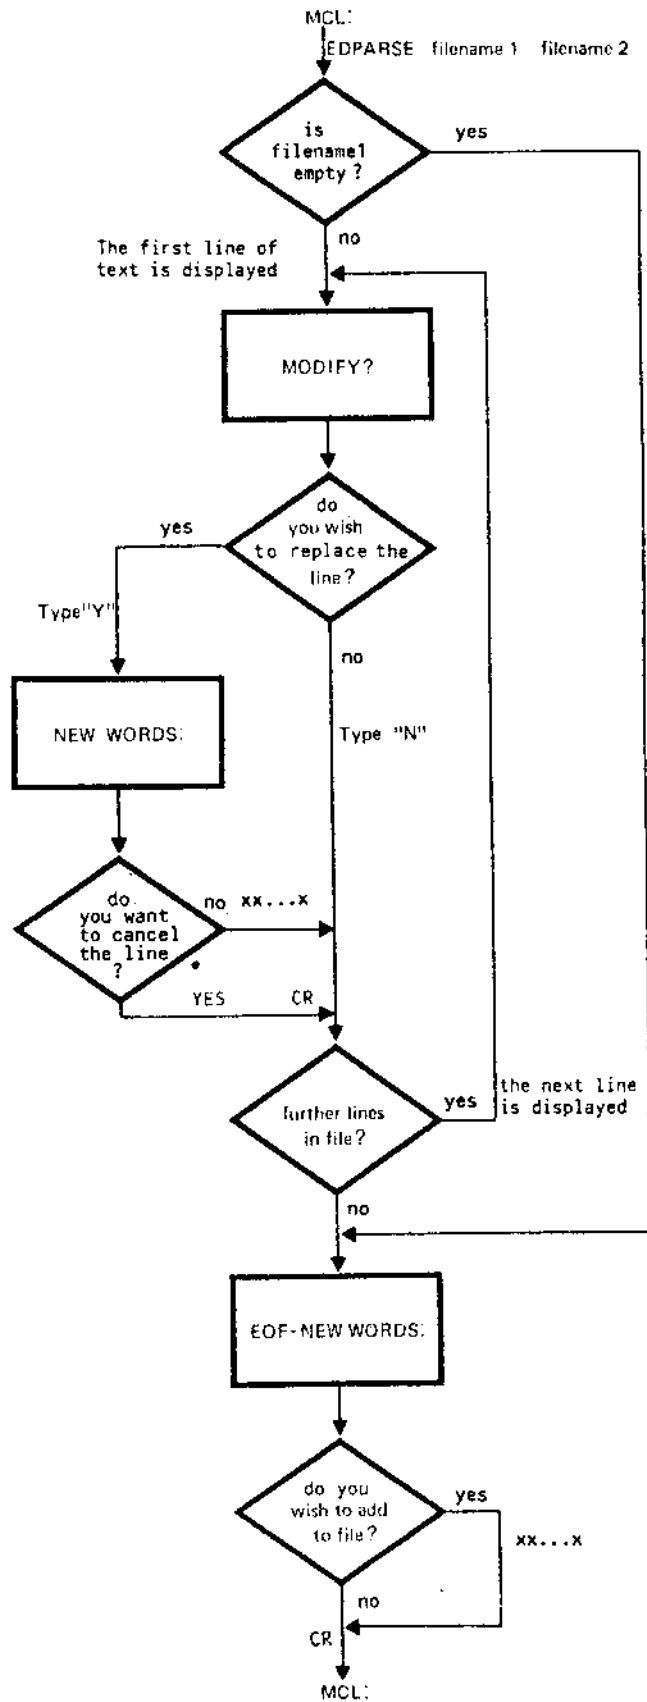 MCL:
EDPARSE filename 1 filename 2
is
filename1
empty?
yes
no
The first line of
text is displayed
MODIFY?
do
you wish
to replace the
line?
yes
Type"Y"
no
Type "N"
NEW WORDS:
do
you want
to cancel
the line
?
no xx...x
YES CR
further lines
in file?
yes
the next line
is displayed
no
EOF-NEW WORDS:
do you
wish to add
to file?
yes
xx...x
no
CR
MCL: